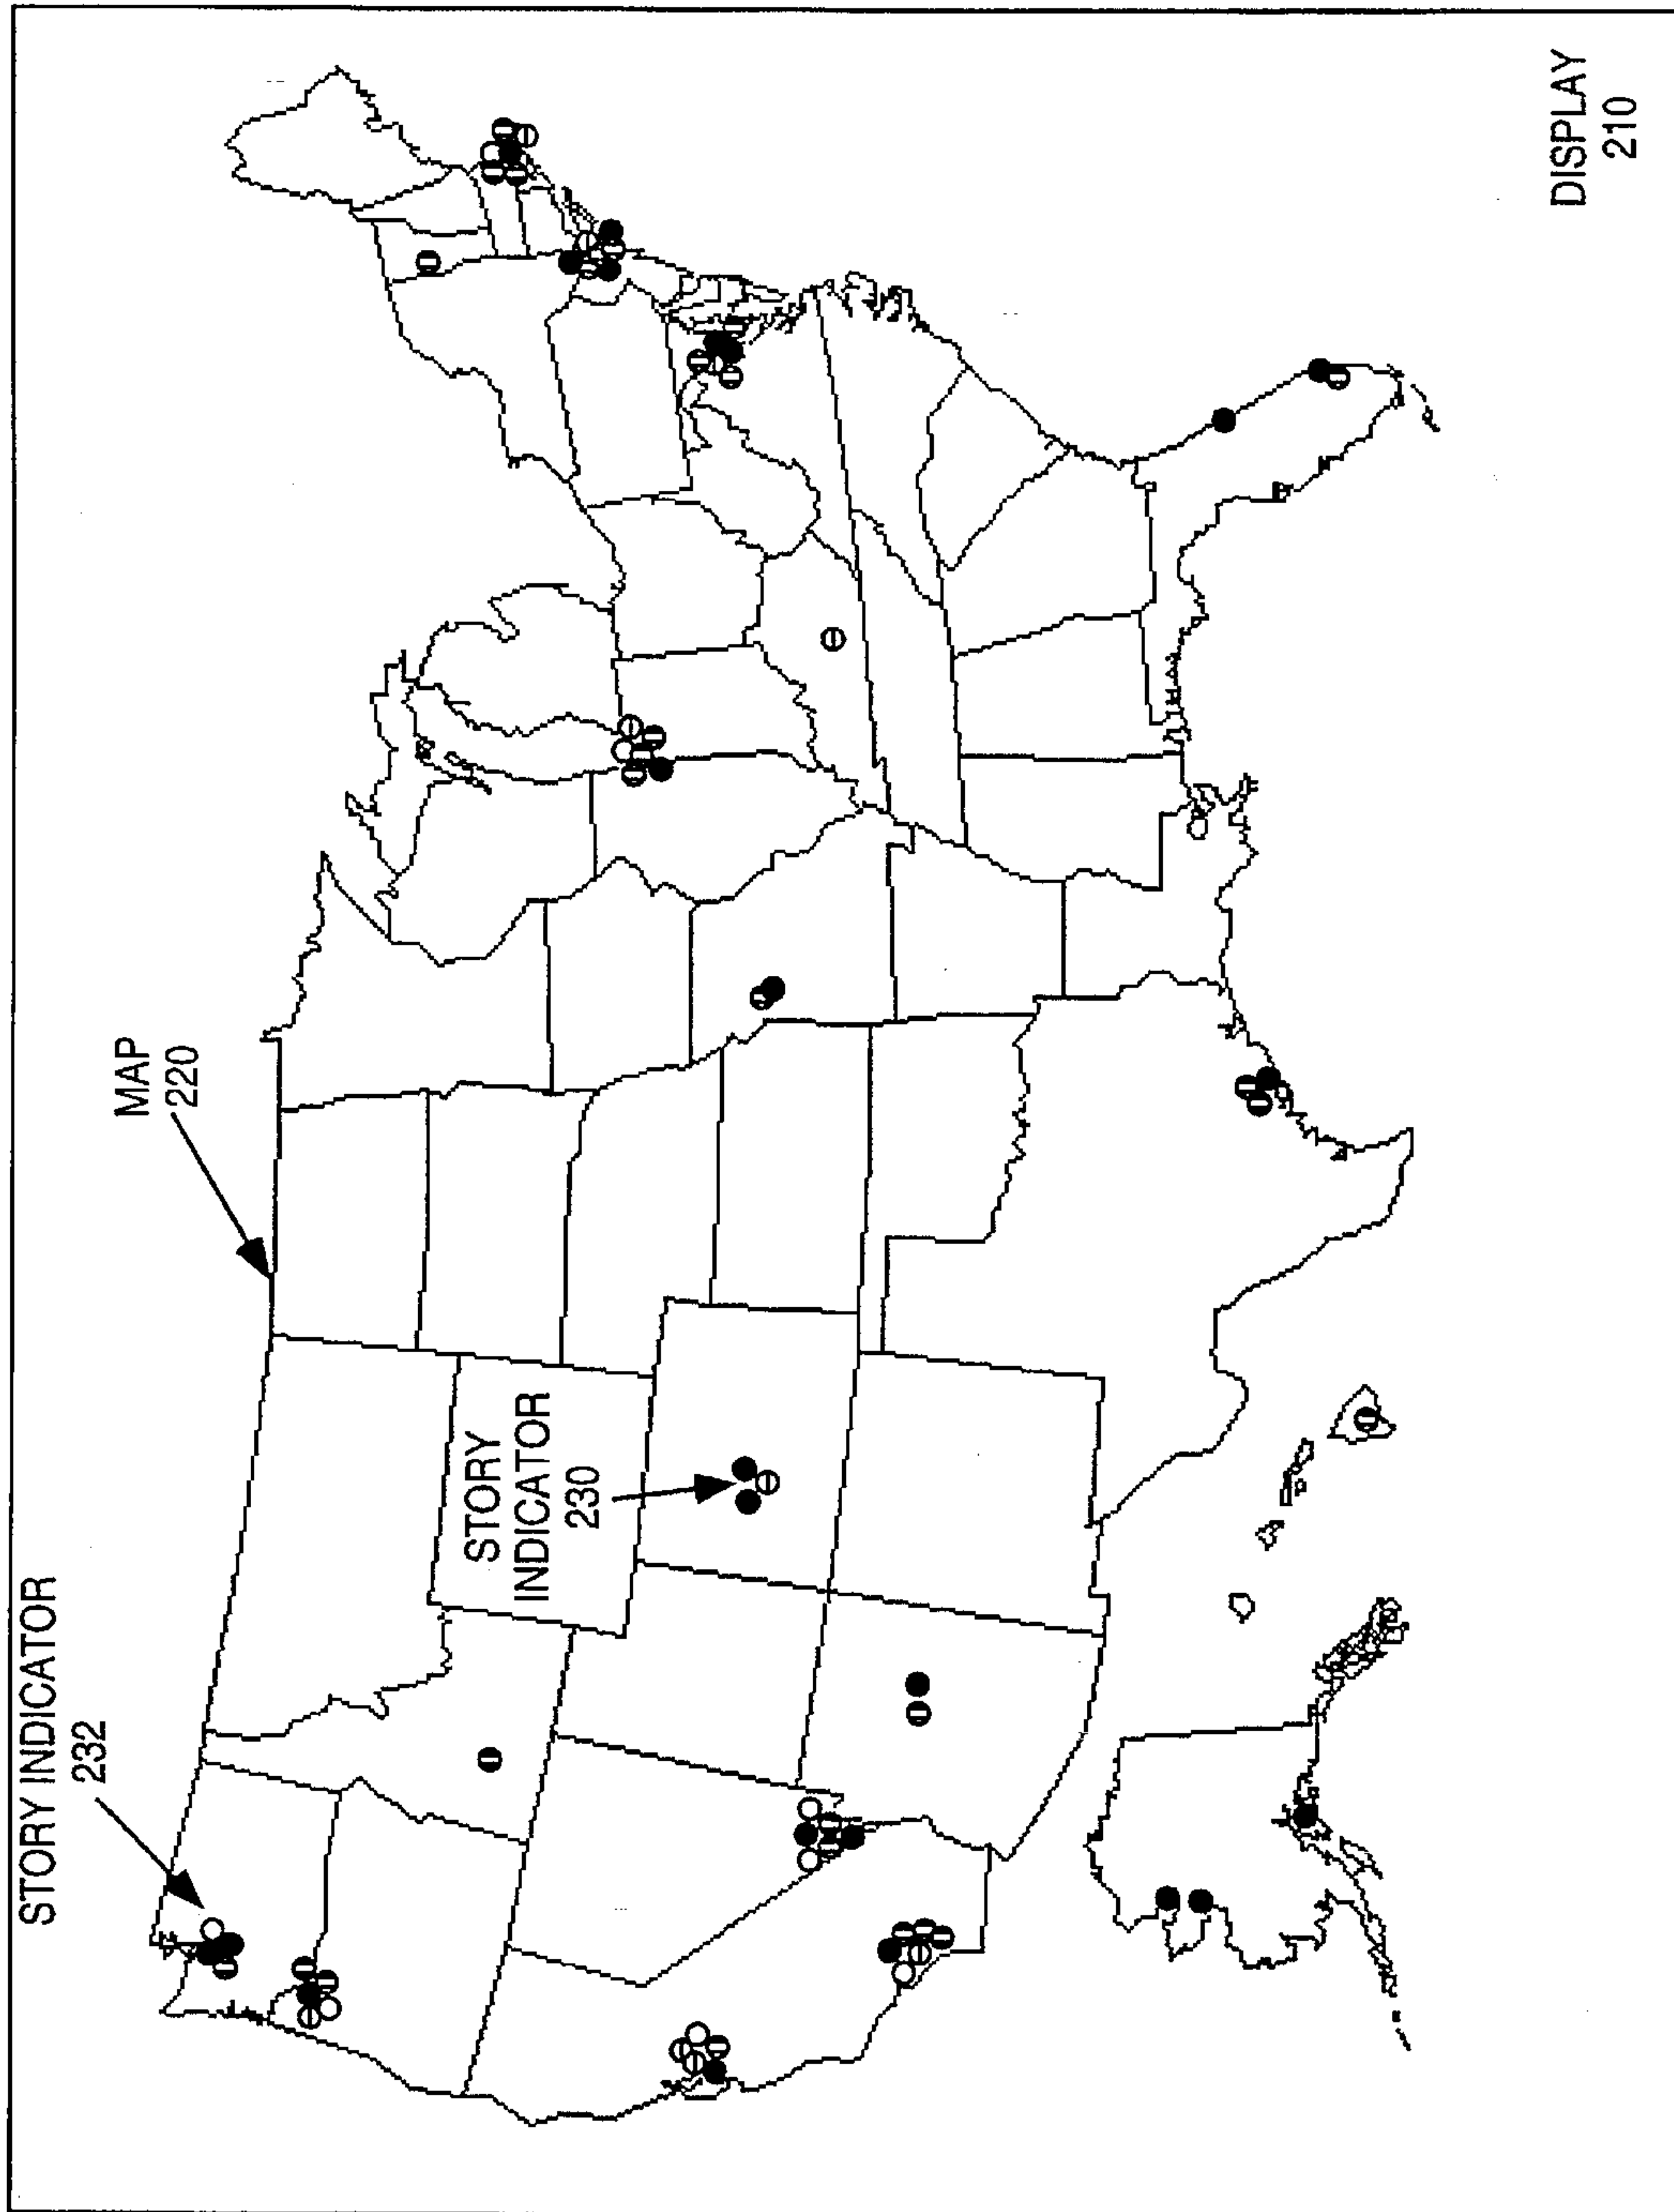 STORY INDICATOR
232
MAP
220
STORY
INDICATOR
230
DISPLAY
210